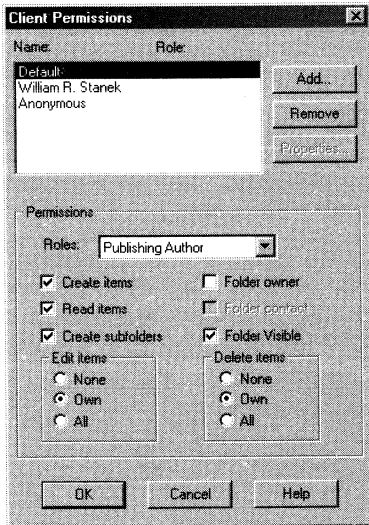 Client Permissions
Name: Role:
Default
William R. Stanek
Anonymous
Add...
Remove
Properties...
Permissions
Roles: Publishing Author
Create items Folder owner
Read items Folder contact
Create subfolders Folder Visible
Edit items Delete items
None None
Own Own
All All
OK Cancel Help